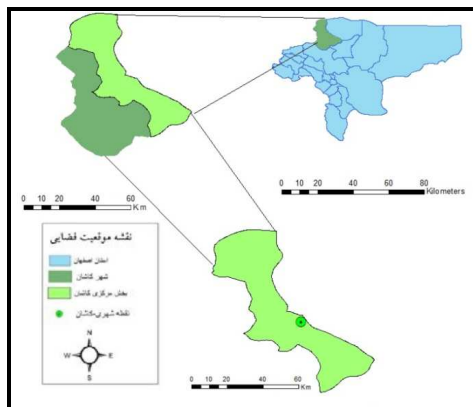 0 10 20 40 60 80
Kilometers
0 10 20 40 60
Km
نقشه موقعیت فضایی
استان اصفهان
شهر کاشان
بخش مرکزی کاشان
نقطه شهری-کاشان
N
W E
S
0 10 20 40 60
Km